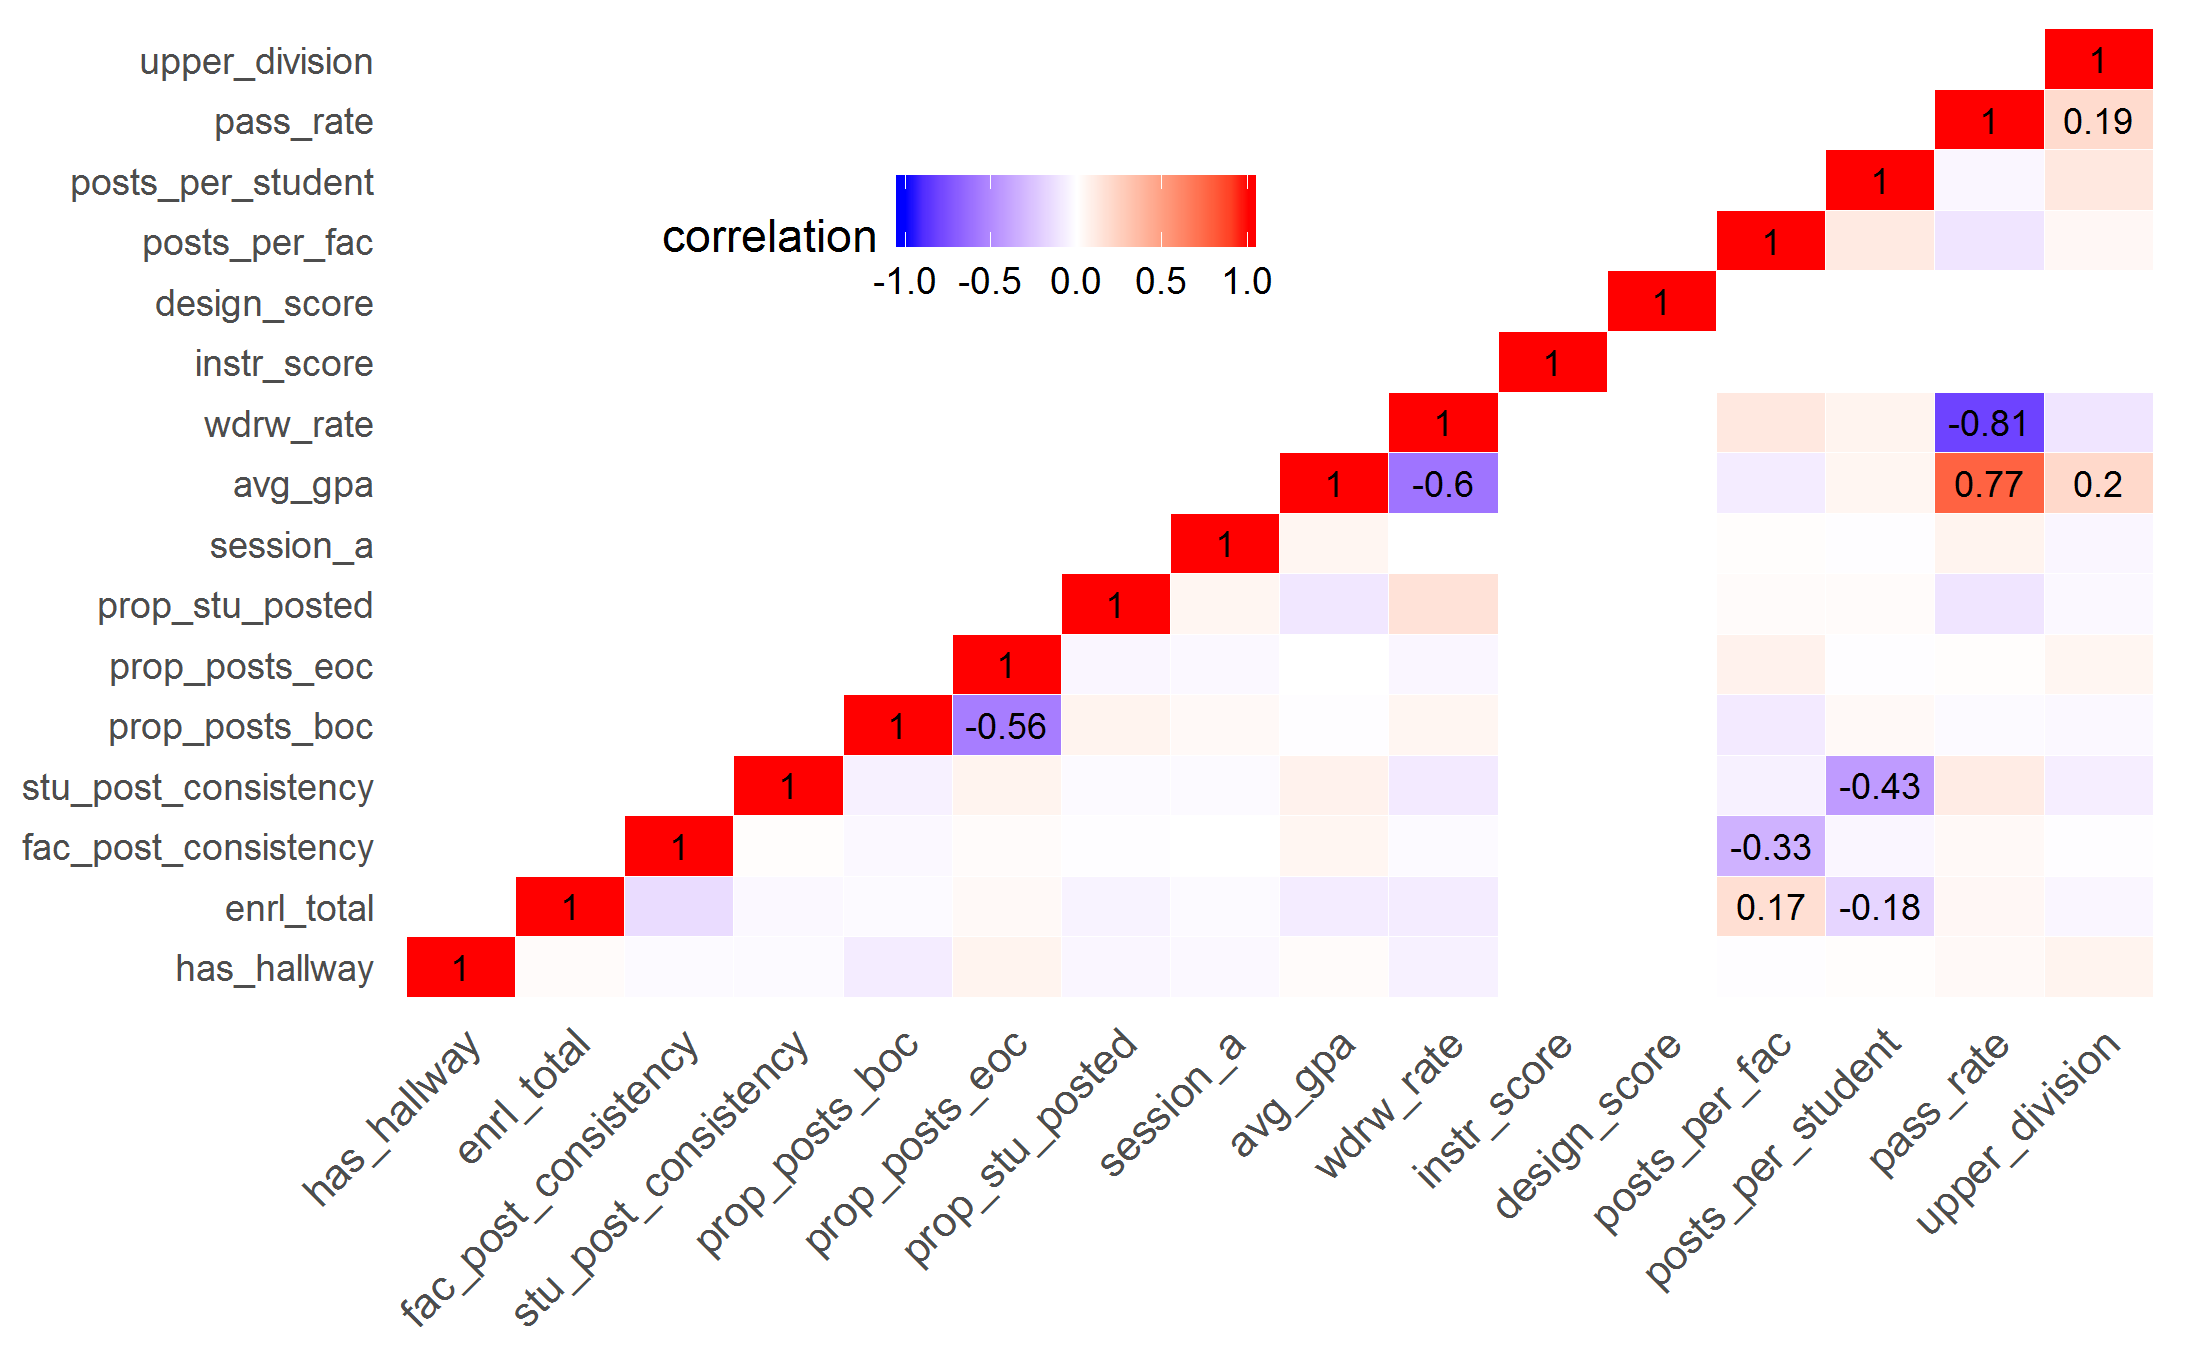 upper_division 1
pass_rate 1 0.19
posts_per_student 1
correlation
-1.0 -0.5 0.0 0.5 1.0
posts_per_fac 1
design_score 1
instr_score 1
wdrw_rate 1 -0.81
avg_gpa 1 -0.6 0.77 0.2
session_a 1
prop_stu_posted 1
prop_posts_eoc 1
prop_posts_boc 1 -0.56
stu_post_consistency 1 -0.43
fac_post_consistency 1 -0.33
enrl_total 1 0.17 -0.18
has_hallway 1
has_hallway
enrl_total
fac_post_consistency
stu_post_consistency
prop_posts_boc
prop_posts_eoc
prop_stu_posted
session_a
avg_gpa
wdrw_rate
instr_score
design_score
posts_per_fac
posts_per_student
pass_rate
upper_division